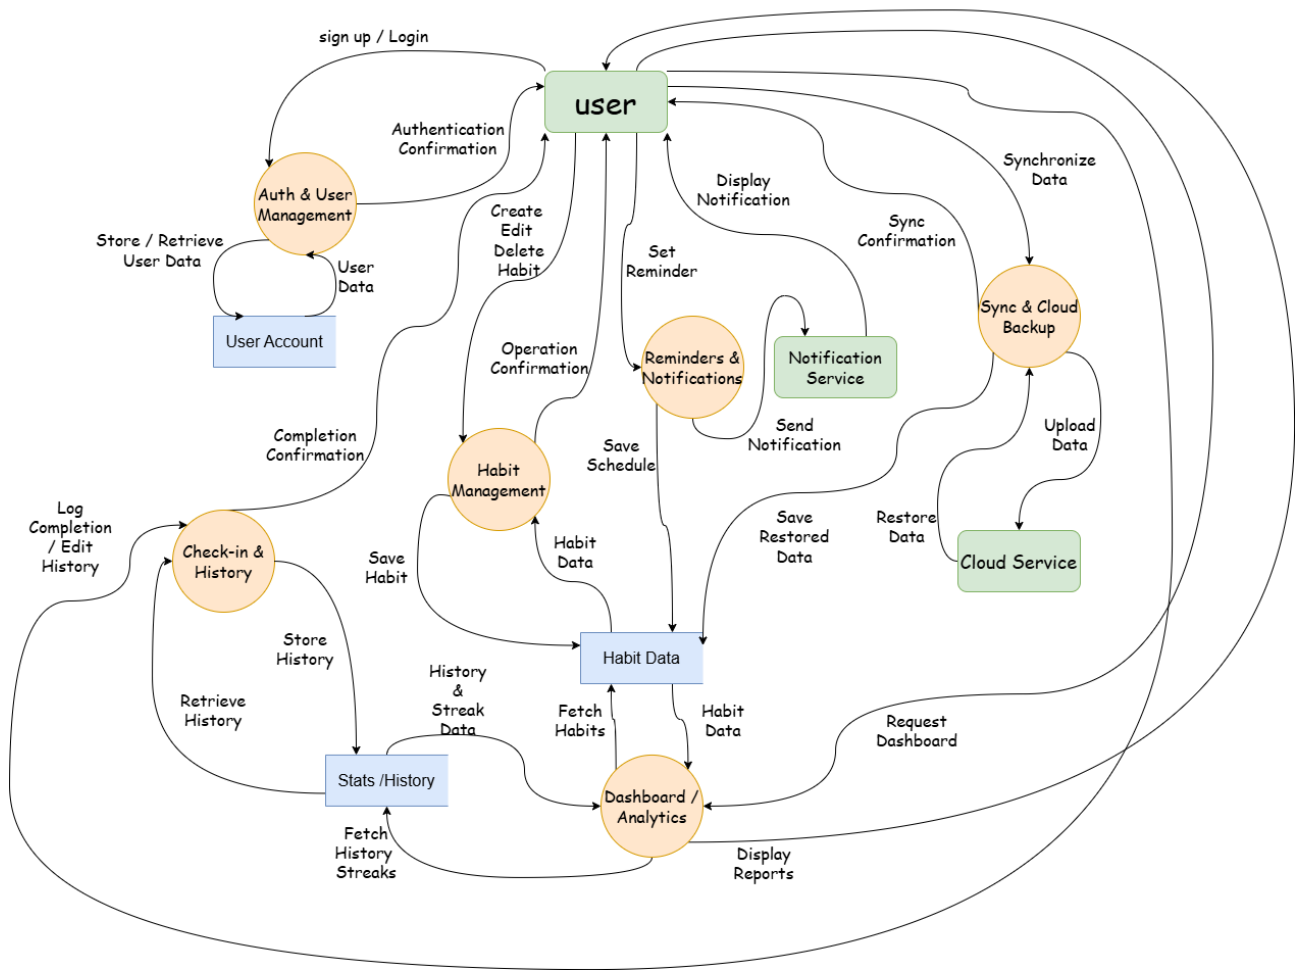 sign up / Login
user
Authentication
Confirmation
Synchronize
Data
Auth & User
Management
Display
Notification
Create
Edit
Delete
Habit
Sync
Confirmation
Store / Retrieve
User Data
User
Data
Set
Reminder
Sync & Cloud
Backup
User Account
Operation
Confirmation
Reminders &
Notifications
Notification
Service
Completion
Confirmation
Save
Schedule
Send
Notification
Upload
Data
Habit
Management
Log
Completion
/ Edit
History
Save
Restored
Data
Restore
Data
Check-in &
History
Save
Habit
Habit
Data
Cloud Service
Store
History
Habit Data
Retrieve
History
History
&
Streak
Data
Fetch
Habits
Habit
Data
Request
Dashboard
Stats /History
Dashboard /
Analytics
Fetch
History
Streaks
Display
Reports